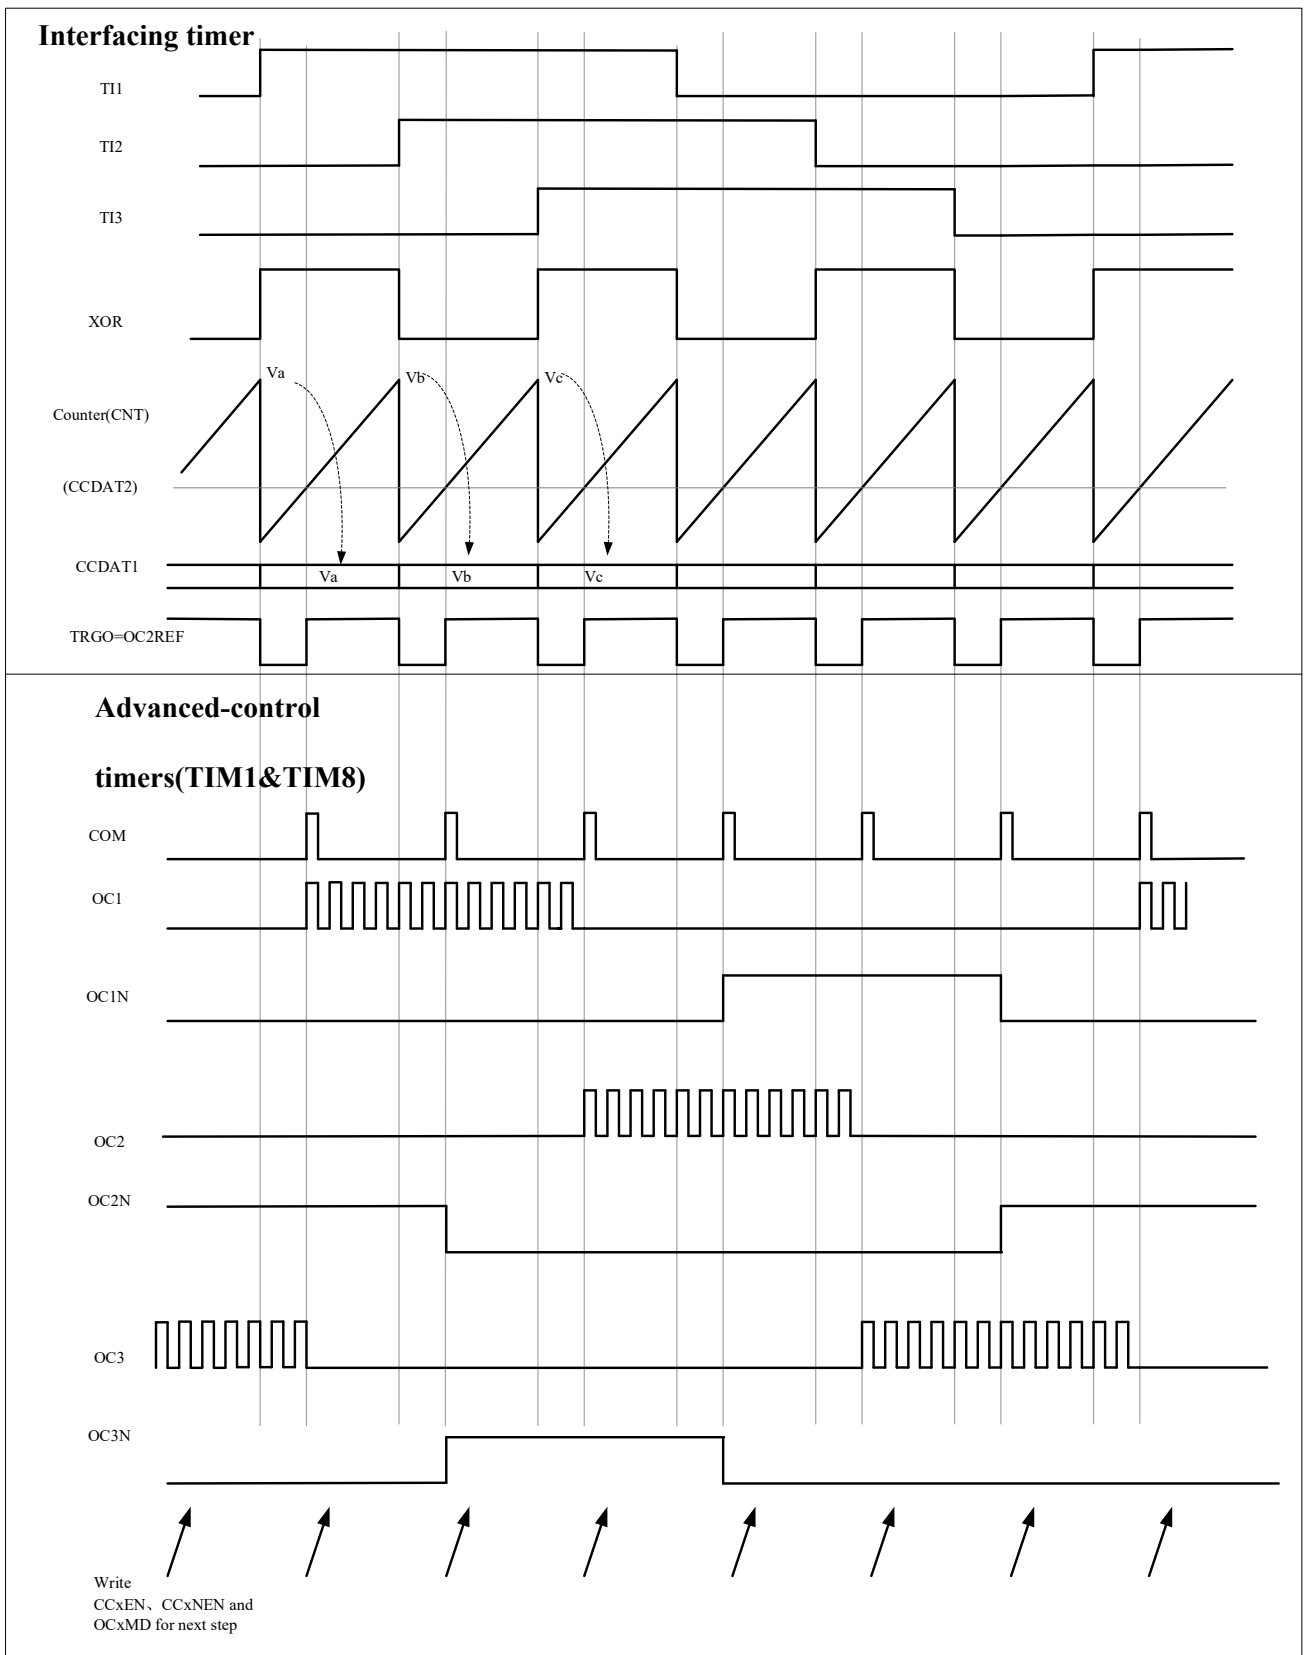 Interfacing timer
TI1
TI2
TI3
XOR
Va
Vb
Vc
Counter(CNT)
(CCDAT2)
CCDAT1
Va
Vb
Vc
TRGO=OC2REF
Advanced-control
timers(TIM1&TIM8)
COM
OC1
OC1N
OC2
OC2N
OC3
OC3N
Write
CCxEN、CCxNEN and
OCxMD for next step